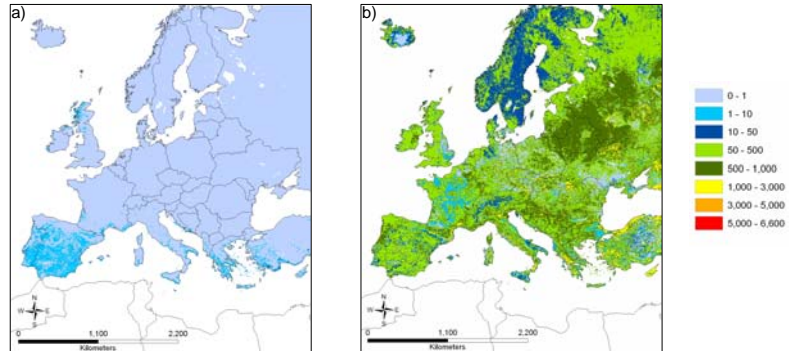 a)
b)
0 - 1
1 - 10
10 - 50
50 - 500
500 - 1,000
1,000 - 3,000
3,000 - 5,000
5,000 - 6,600
N
W E
S
0 1,100 2,200
Kilometers
N
W E
S
0 1,100 2,200
Kilometers